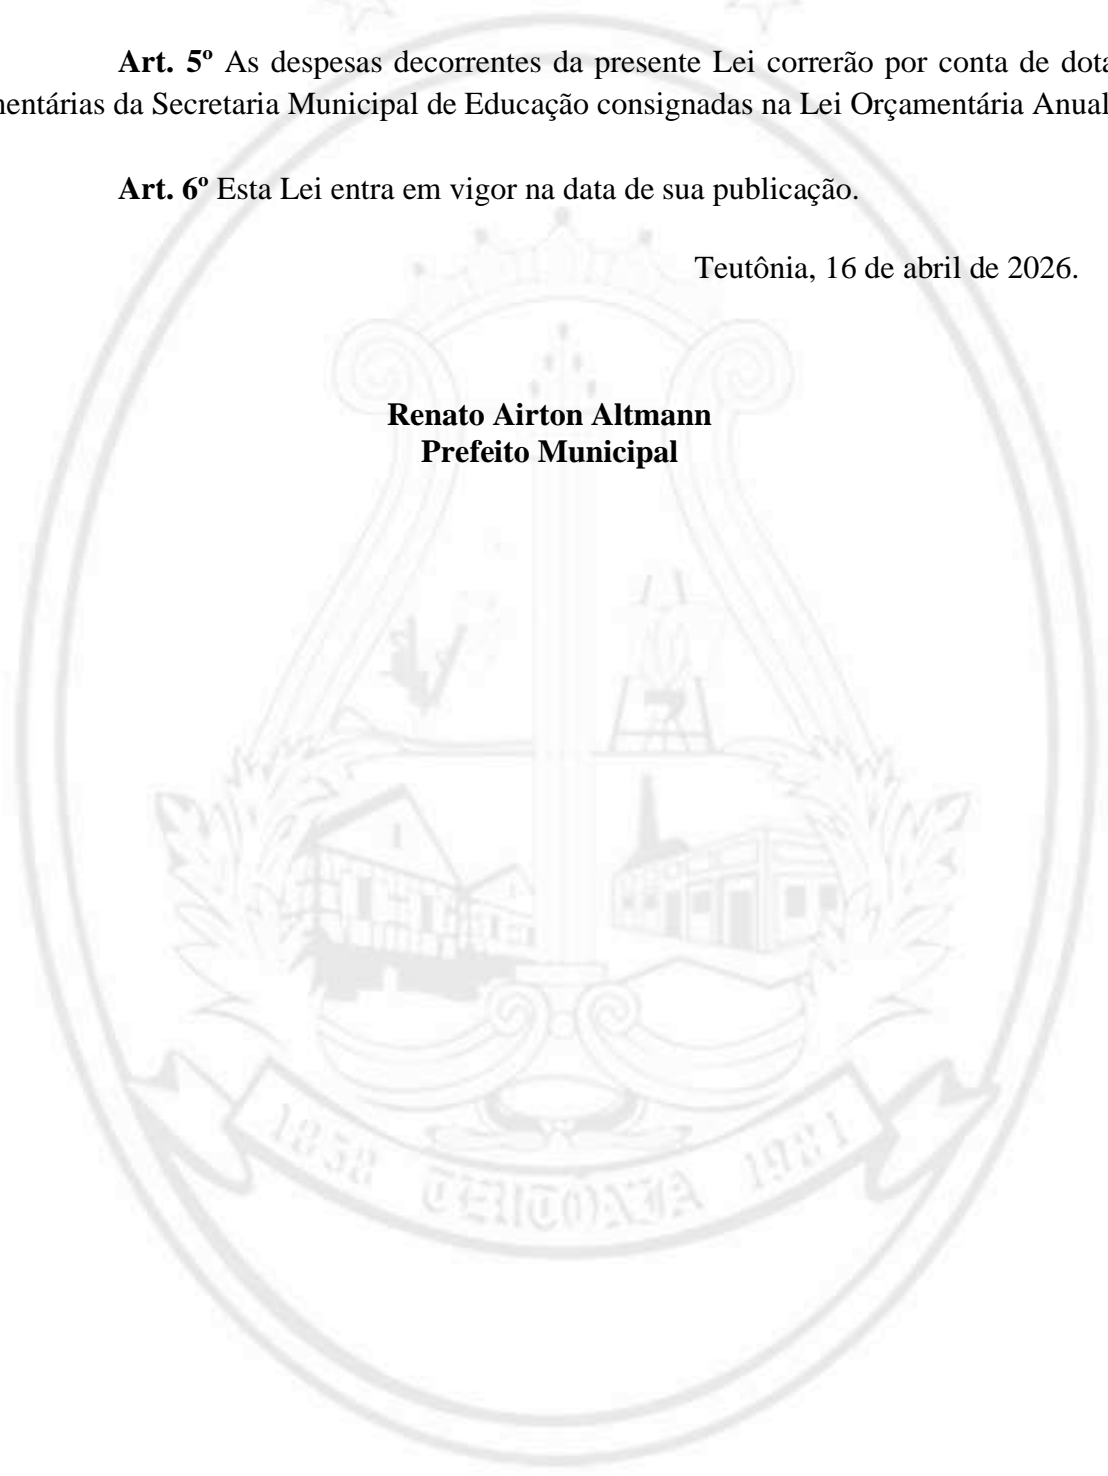 Art. 5º As despesas decorrentes da presente Lei correrão por conta de dota
mentárias da Secretaria Municipal de Educação consignadas na Lei Orçamentária Anual
Art. 6º Esta Lei entra em vigor na data de sua publicação.
Teutônia, 16 de abril de 2026.
Renato Airton Altmann
Prefeito Municipal
1858 TEUTÔNIA 1981